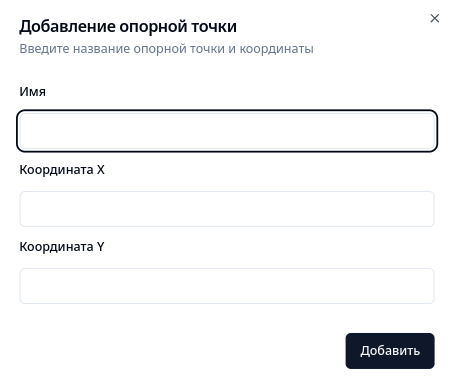 Добавление опорной точки
Введите название опорной точки и координаты
Имя
Координата X
Координата Y
Добавить